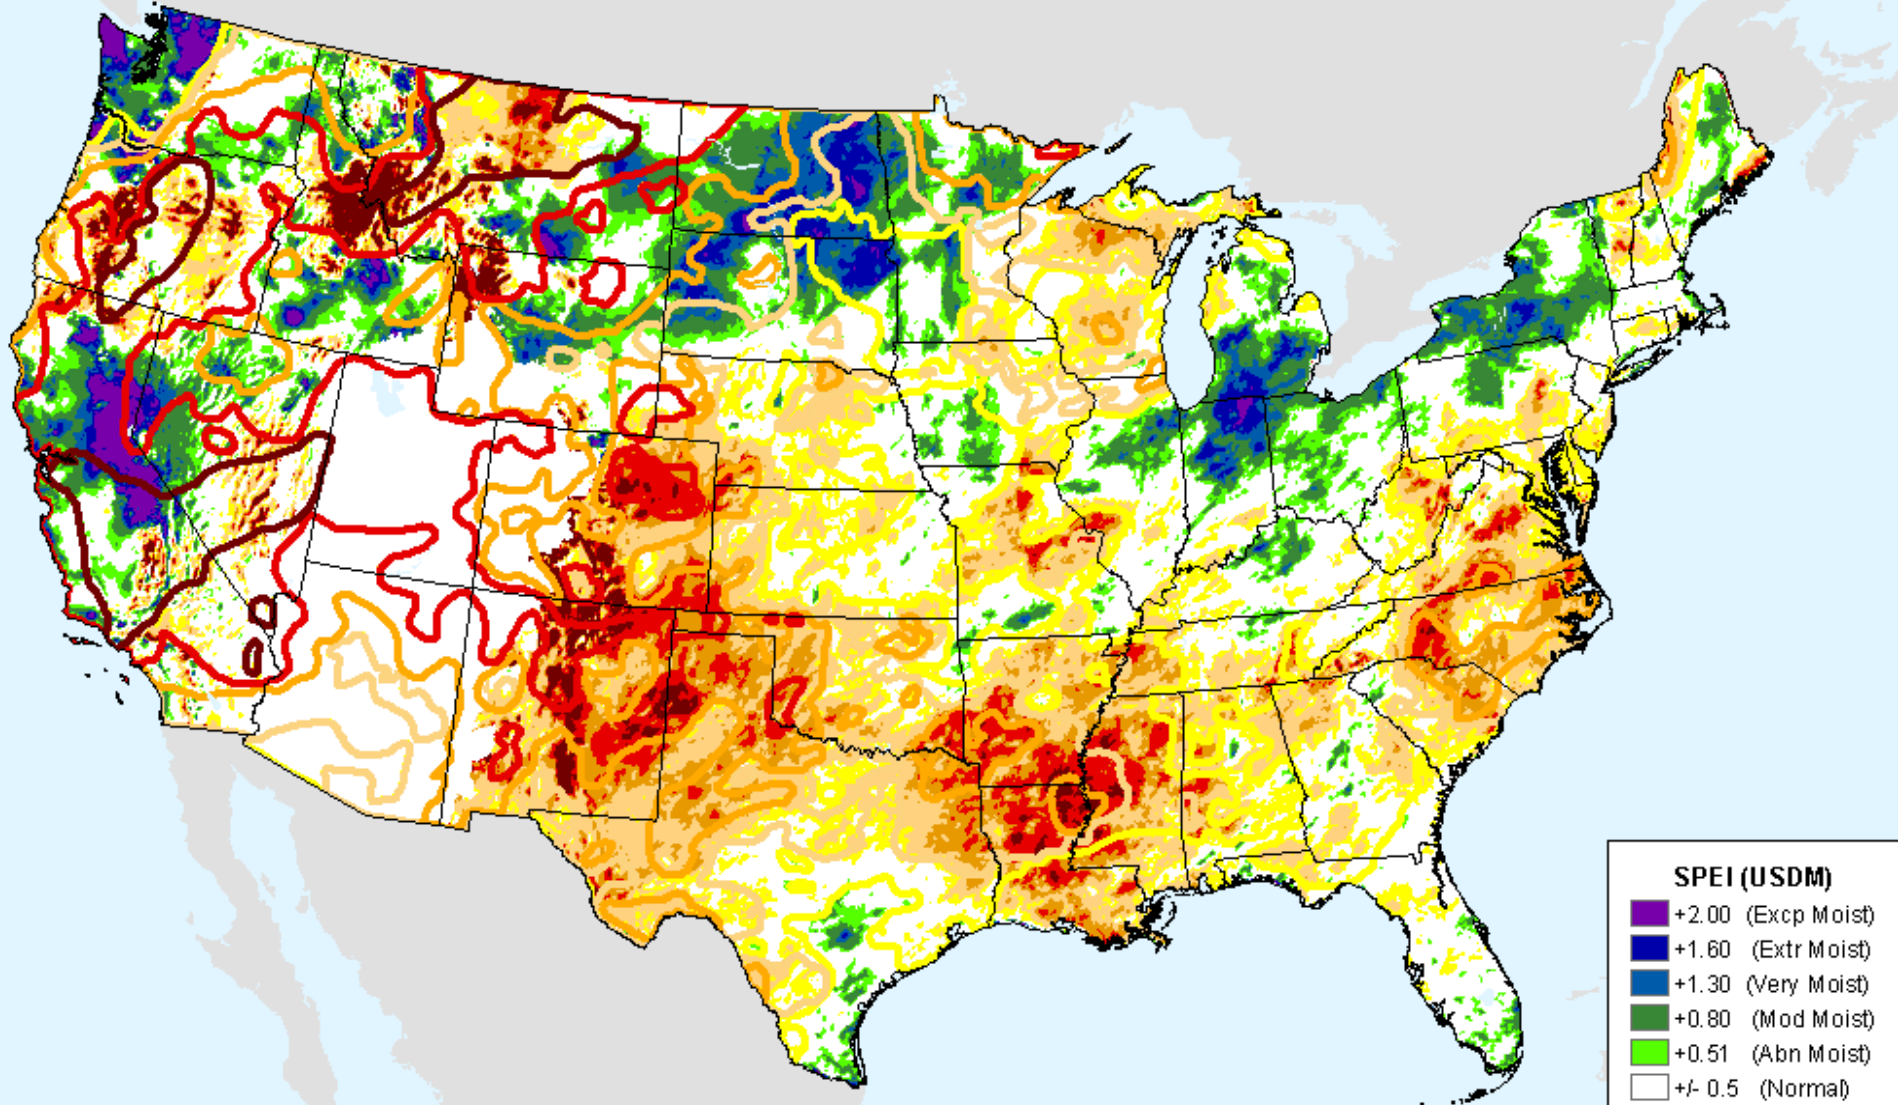 SPEI (USDM)
+2.00 (Excp Moist)
+1.60 (Extr Moist)
+1.30 (Very Moist)
+0.80 (Mod Moist)
+0.51 (Abn Moist)
+/- 0.5 (Normal)